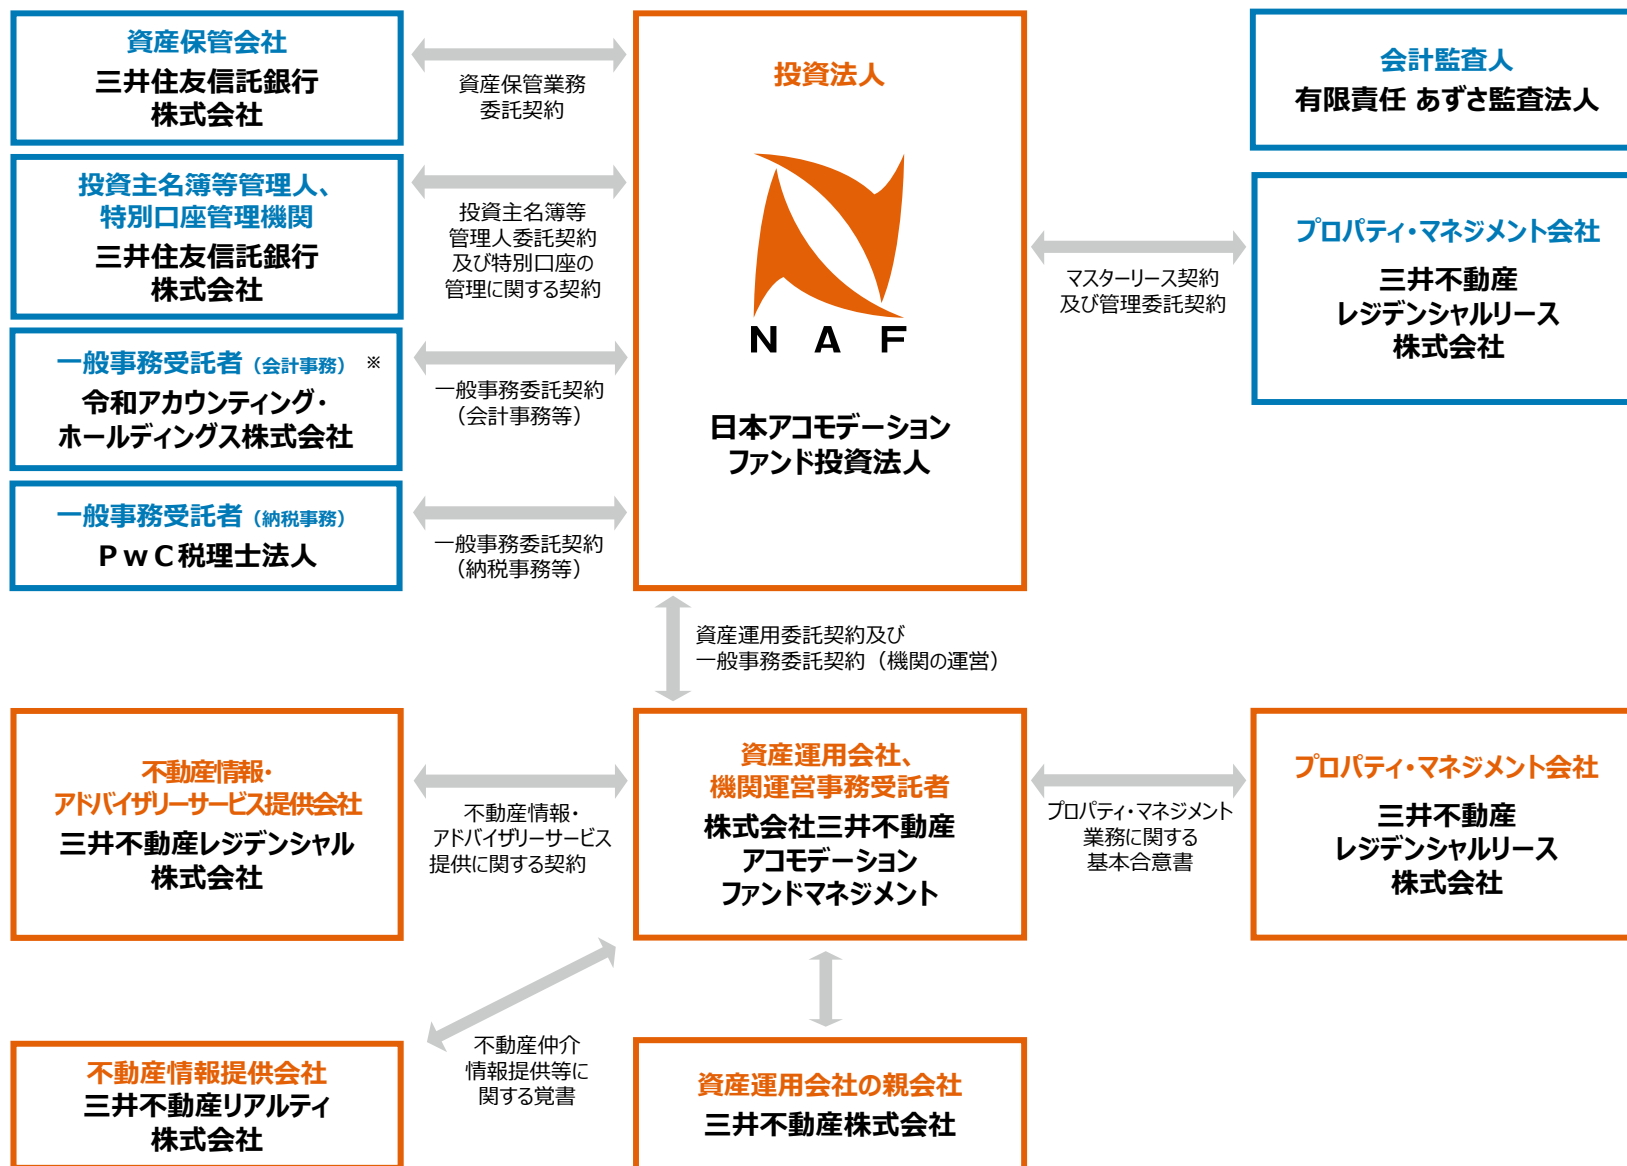 資産保管会社
三井住友信託銀行
株式会社
資産保管業務
委託契約
投資主名簿等管理人、
特別口座管理機関
三井住友信託銀行
株式会社
投資主名簿等
管理人委託契約
及び特別口座の
管理に関する契約
一般事務受託者（会計事務） ※
令和アカウンティング・
ホールディングス株式会社
一般事務委託契約
（会計事務等）
一般事務受託者（納税事務）
ＰｗＣ税理士法人
一般事務委託契約
（納税事務等）
投資法人
NAF
日本アコモデーション
ファンド投資法人
会計監査人
有限責任 あずさ監査法人
マスターリース契約
及び管理委託契約
プロパティ・マネジメント会社
三井不動産
レジデンシャルリース
株式会社
資産運用委託契約及び
一般事務委託契約（機関の運営）
不動産情報・
アドバイザリーサービス提供会社
三井不動産レジデンシャル
株式会社
不動産情報・
アドバイザリーサービス
提供に関する契約
資産運用会社、
機関運営事務受託者
株式会社三井不動産
アコモデーション
ファンドマネジメント
プロパティ・マネジメント
業務に関する
基本合意書
プロパティ・マネジメント会社
三井不動産
レジデンシャルリース
株式会社
不動産情報提供会社
三井不動産リアルティ
株式会社
不動産仲介
情報提供等に
関する覚書
資産運用会社の親会社
三井不動産株式会社